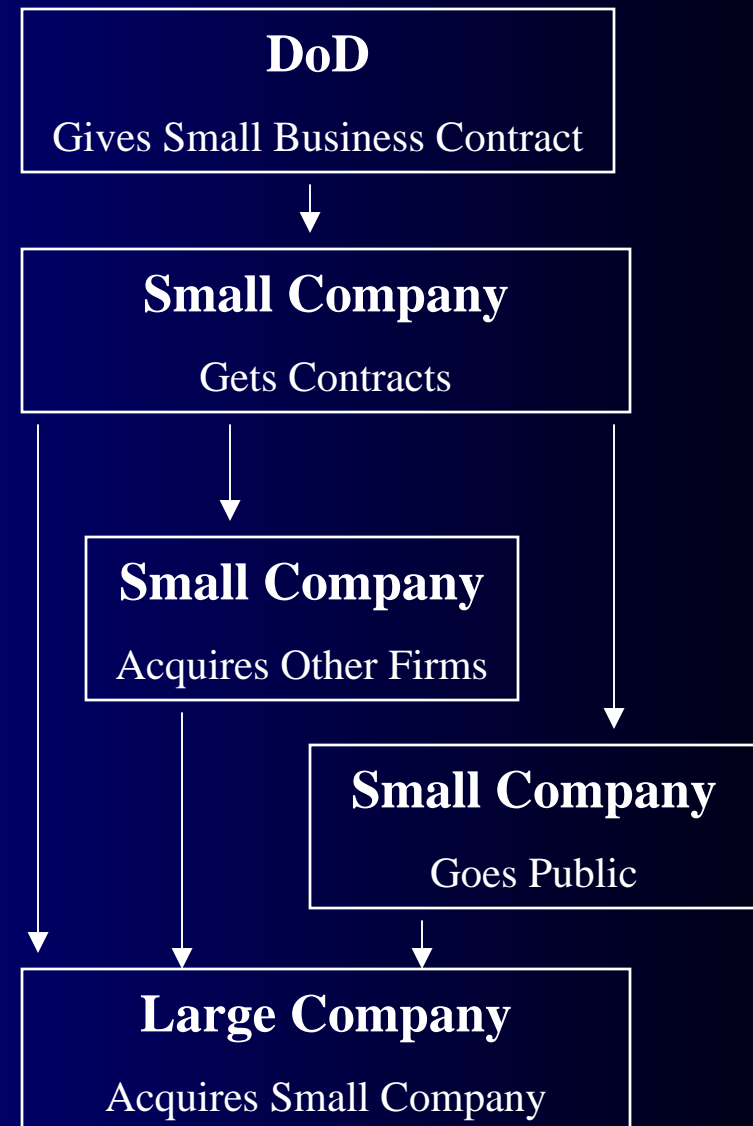 DoD
Gives Small Business Contract
Small Company
Gets Contracts
Small Company
Acquires Other Firms
Small Company
Goes Public
Large Company
Acquires Small Company